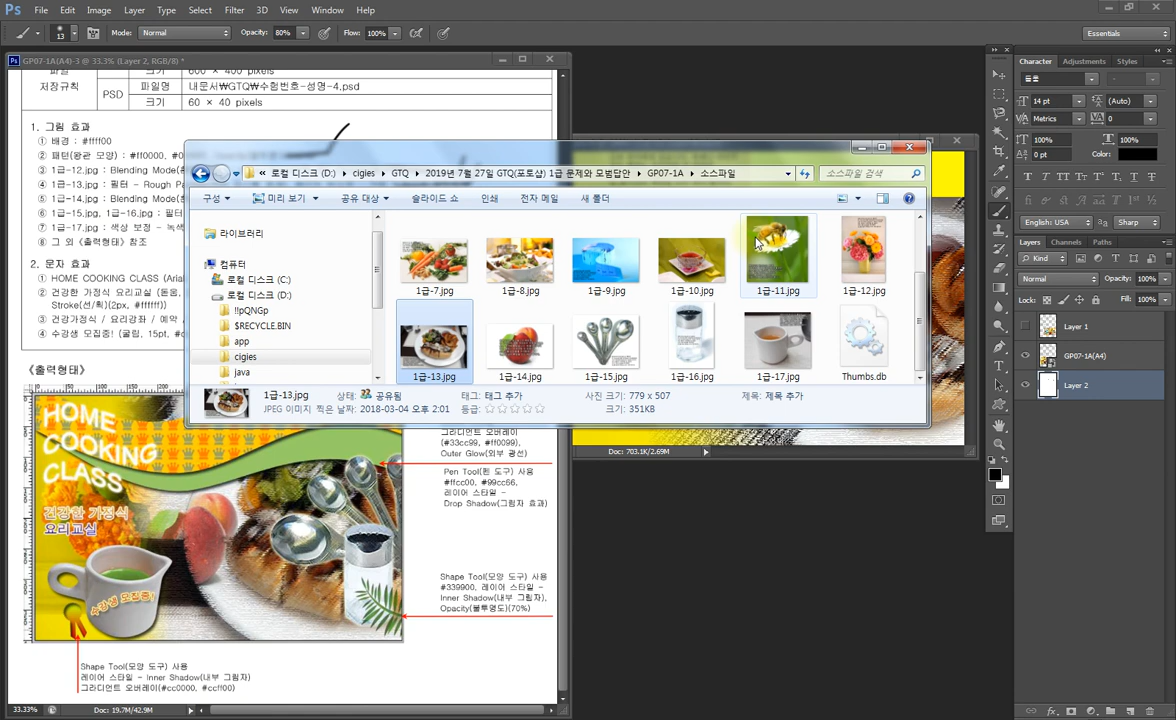 Ps File Edit Image Layer Type Select Filter 3D View Window Help
13 Mode: Normal Opacity: 80% Flow: 100% Essentials
GP07-1A(A4)-3 @ 33.3% (Layer 2, RGB/8) *
파일 크기 600 × 400 pixels
저장규칙 PSD 파일명 내문서₩GTQ₩수험번호-성명-4.psd
크기 60 × 40 pixels
1. 그림 효과
① 배경 : #ffff00
② 패턴(왕관 모양) : #ff0000,
③ 1급-12.jpg : Blending Mode(혼
④ 1급-13.jpg : 필터 - Rough Pa
⑤ 1급-14.jpg : Blending Mode
⑥ 1급-15.jpg, 1급-16.jpg : 필터
⑦ 1급-17.jpg : 색상 보정 - 녹색
⑧ 그 외《출력형태》참조
2. 문자 효과
① HOME COOKING CLASS (Aria
② 건강한 가정식 요리교실 (돋움,
Stroke(선/획)(2px, #ffffff)
③ 건강가정식 / 요리강좌 / 예약
④ 수강생 모집중! (굴림, 15pt, #c
《출력형태》
HOME
COOKING
CLASS
건강한 가정식
요리교실
수강생 모집중!
(#33cc99, #ff0099),
Outer Glow(외부 광선)
Pen Tool(펜 도구) 사용
#ffcc00, #99cc66,
레이어 스타일 -
Drop Shadow(그림자 효과)
Shape Tool(모양 도구) 사용
#339900, 레이어 스타일 -
Inner Shadow(내부 그림자),
Opacity(불투명도)(70%)
Shape Tool(모양 도구) 사용
레이어 스타일 - Inner Shadow(내부 그림자)
그라디언트 오버레이(#cc0000, #ccff00)
33.33% Doc: 19.7M/42.9M
« 로컬 디스크 (D:) ▸ cigies ▸ GTQ ▸ 2019년 7월 27일 GTQ(포토샵) 1급 문제와 모범답안 ▸ GP07-1A ▸ 소스파일
소스파일 검색
구성 미리 보기 공유 대상 슬라이드 쇼 인쇄 전자 메일 새 폴더
라이브러리
컴퓨터
로컬 디스크 (C:)
로컬 디스크 (D:)
!!pQNGp
$RECYCLE.BIN
app
cigies
java
1급-7.jpg 1급-8.jpg 1급-9.jpg 1급-10.jpg 1급-11.jpg 1급-12.jpg
1급-13.jpg 1급-14.jpg 1급-15.jpg 1급-16.jpg 1급-17.jpg Thumbs.db
1급-13.jpg 상태: 공유됨 태그: 태그 추가 사진 크기: 779 x 507 제목: 제목 추가
JPEG 이미지 찍은 날짜: 2018-03-04 오후 2:01 등급: 크기: 351KB
Doc: 703.1K/2.69M
Character Adjustments Styles
돋움
14 pt (Auto)
Metrics 0
100% 100%
0 pt Color:
English: USA Sharp
Layers Channels Paths
Kind
Normal Opacity: 100%
Lock: Fill: 100%
Layer 1
GP07-1A(A4)
Layer 2